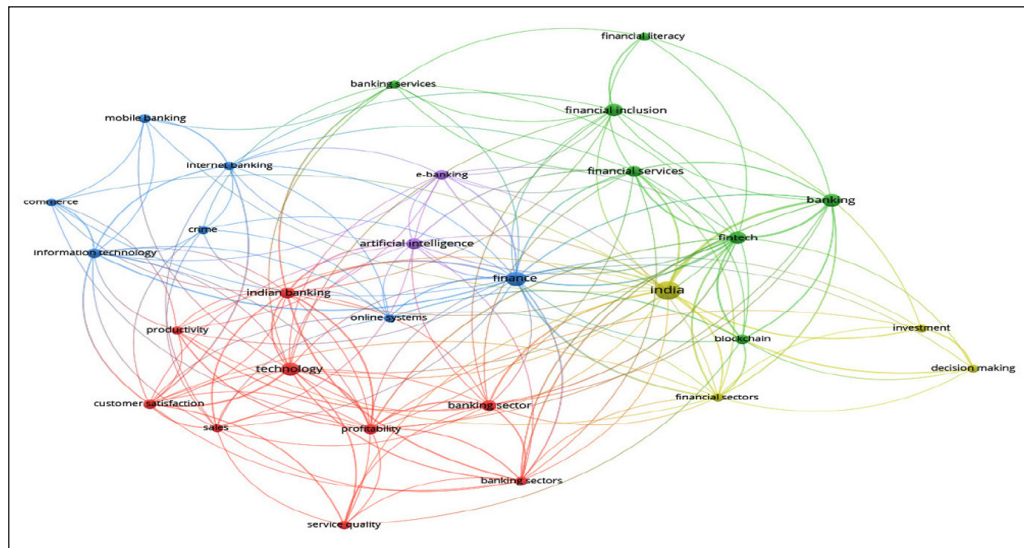 financial literacy
banking services
financial inclusion
mobile banking
internet banking
e-banking
financial services
commerce
banking
crime
fintech
artificial intelligence
information technology
finance
indian banking
india
online systems
productivity
investment
blockchain
technology
decision making
financial sectors
customer satisfaction
banking sector
sales
profitability
banking sectors
service quality